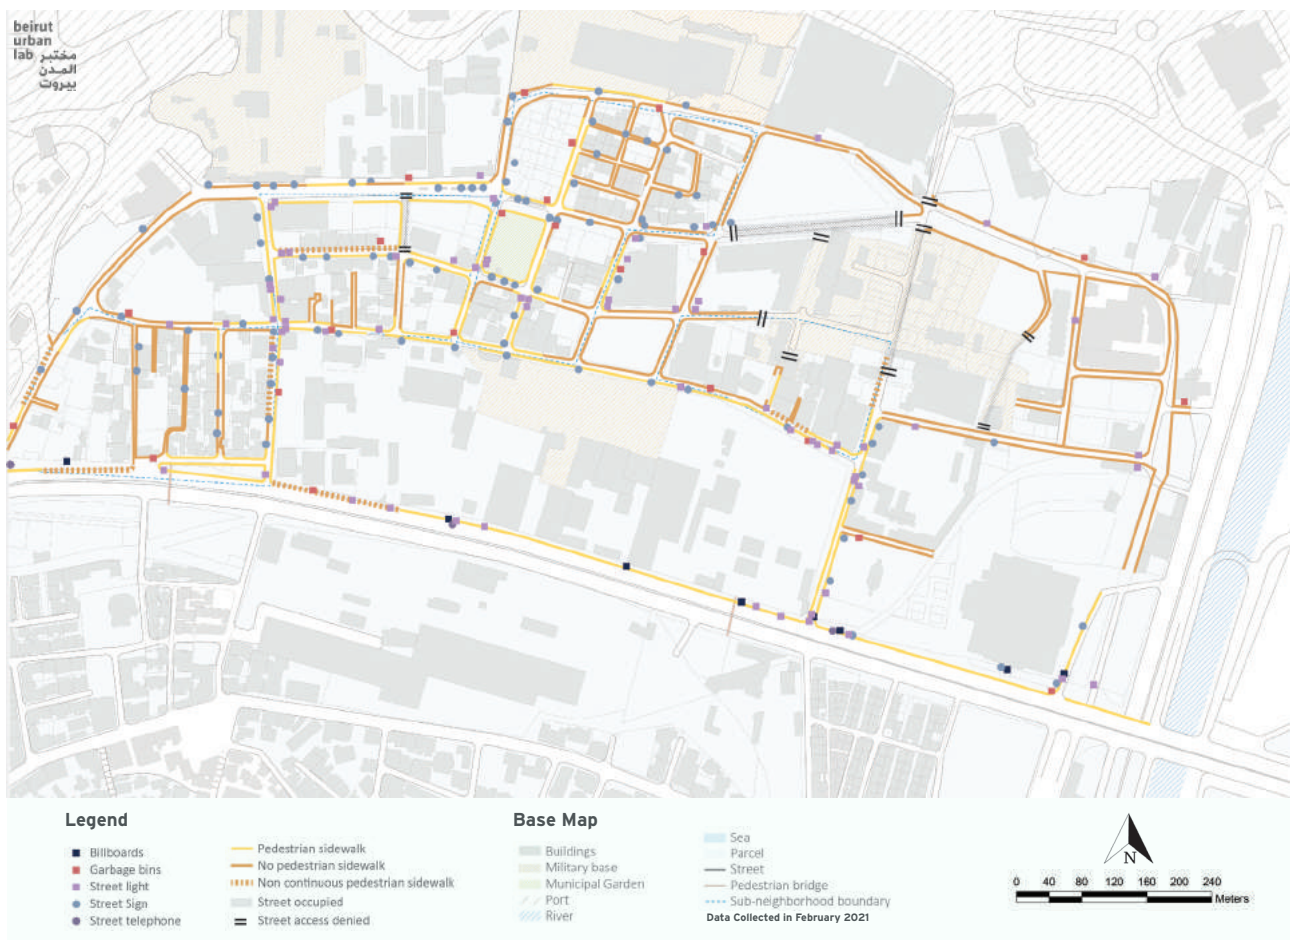 beirut
urban
lab مختبر
المدن
بيروت
Legend
Billboards
Garbage bins
Street light
Street Sign
Street telephone
Pedestrian sidewalk
No pedestrian sidewalk
Non continuous pedestrian sidewalk
Street occupied
Street access denied
Base Map
Buildings
Military base
Municipal Garden
Port
River
Sea
Parcel
Street
Pedestrian bridge
Sub-neighborhood boundary
Data Collected in February 2021
N
0 40 80 120 160 200 240
Meters